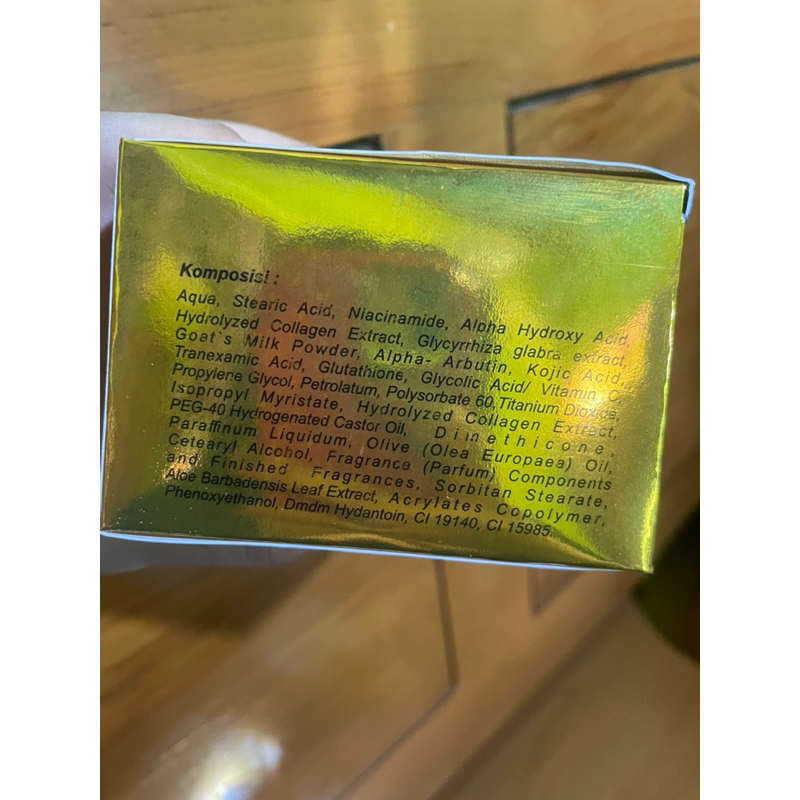 Komposisi :
Aqua, Stearic Acid, Niacinamide, Alpha Hydroxy Acid,
Hydrolyzed Collagen Extract, Glycyrrhiza glabra extract,
Goat`s Milk Powder, Alpha- Arbutin, Kojic Acid,
Tranexamic Acid, Glutathione, Glycolic Acid/ Vitamin C,
Propylene Glycol, Petrolatum, Polysorbate 60,Titanium Dioxide,
Isopropyl Myristate, Hydrolyzed Collagen Extract,
PEG-40 Hydrogenated Castor Oil, Dimethicone,
Paraffinum Liquidum, Olive (Olea Europaea) Oil,
Cetearyl Alcohol, Fragrance (Parfum) Components
and Finished Fragrances, Sorbitan Stearate,
Aloe Barbadensis Leaf Extract, Acrylates Copolymer,
Phenoxyethanol, Dmdm Hydantoin, CI 19140, CI 15985.